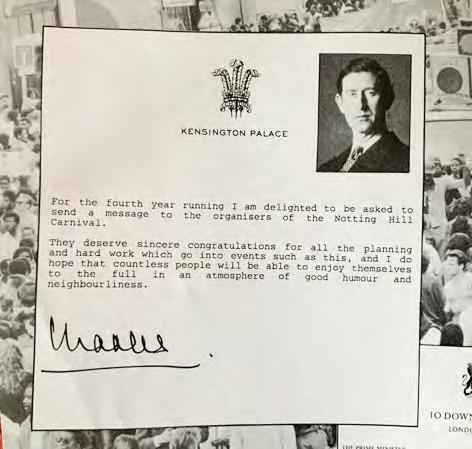 KENSINGTON PALACE
For the fourth year running I am delighted to be asked to
send a message to the organisers of the Notting Hill
Carnival.
They deserve sincere congratulations for all the planning
and hard work which go into events such as this, and I do
hope that countless people will be able to enjoy themselves
to the full in an atmosphere of good humour and
neighbourliness.
Charles
10 DOWN
LONDO
THE PRIME MINISTER